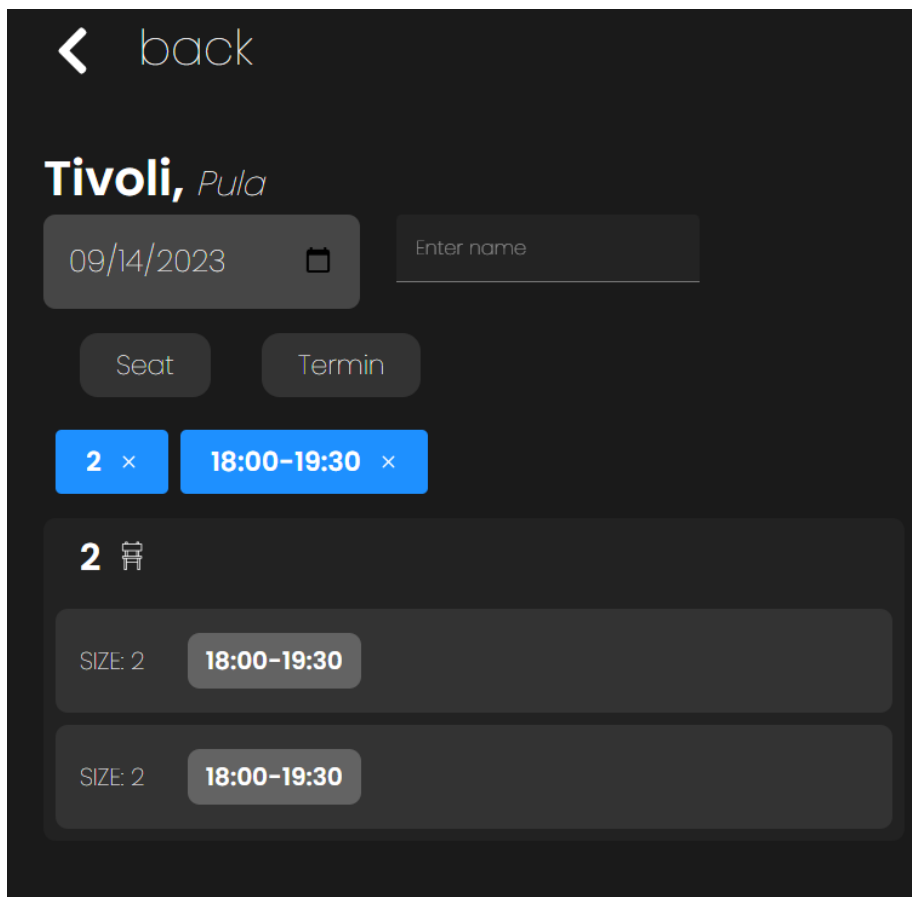 back
Tivoli, Pula
09/14/2023 Enter name
Seat Termin
2 × 18:00-19:30 ×
2
SIZE: 2 18:00-19:30
SIZE: 2 18:00-19:30